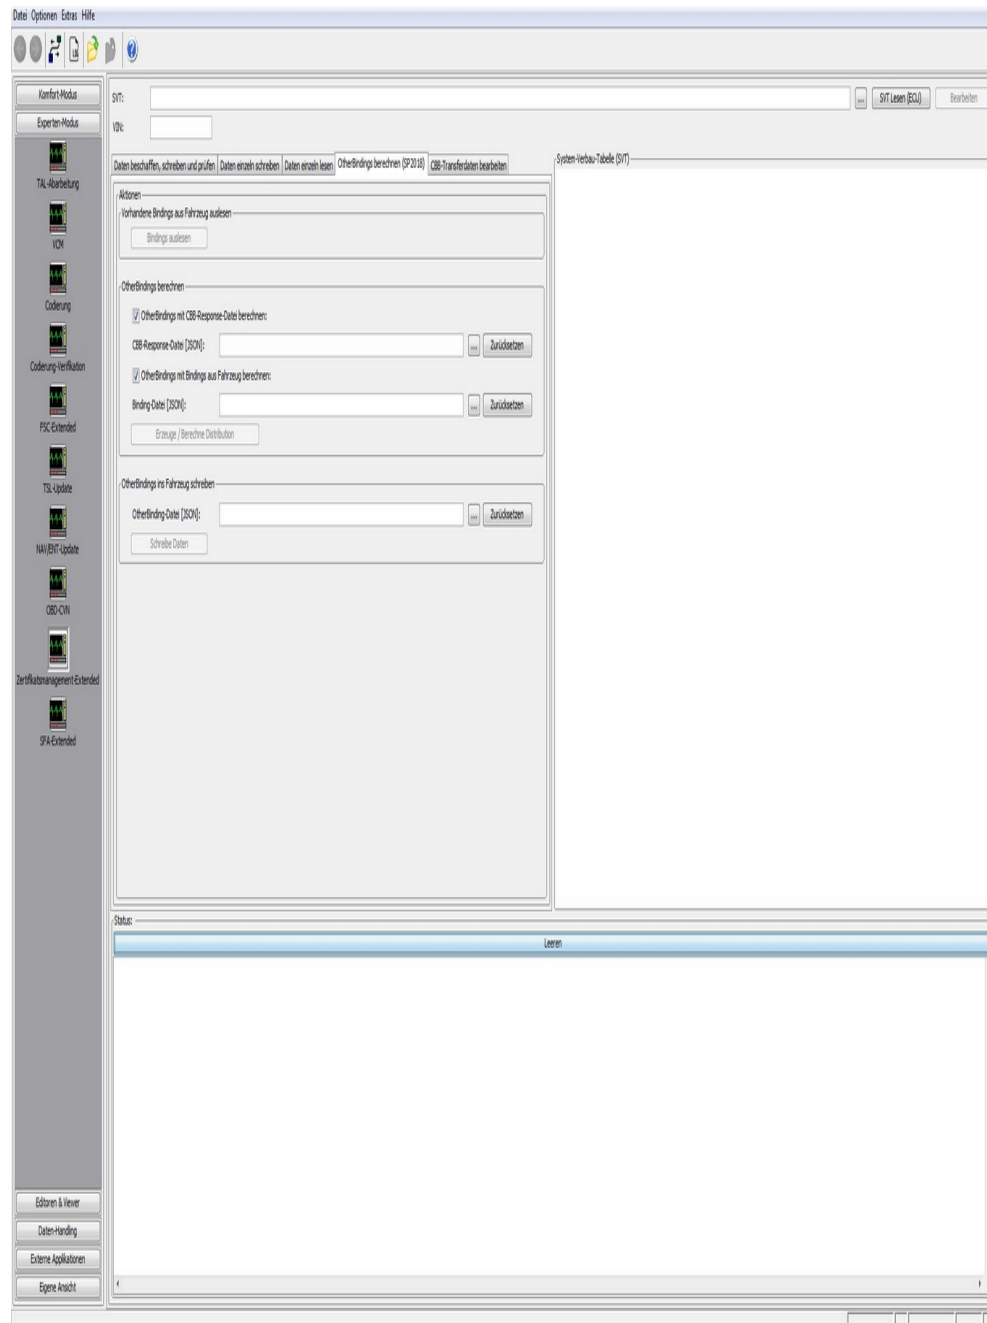 Datei Optionen Extras Hilfe
Komfort-Modus
Experten-Modus
TAL-Abarbeitung
VCM
Codierung
Codierung-Verifikation
FSC-Extended
TSL-Update
NAV/ENT-Update
OBD-CVN
Zertifikatsmanagement-Extended
SFA-Extended
Editoren & Viewer
Daten-Handling
Externe Applikationen
Eigene Ansicht
SVT: ... SVT Lesen (ECU) Bearbeiten
VIN:
Daten beschaffen, schreiben und prüfen Daten einzeln schreiben Daten einzeln lesen OtherBindings berechnen (SP2018) CBB-Transferdaten bearbeiten
Aktionen
Vorhandene Bindings aus Fahrzeug auslesen
Bindings auslesen
OtherBindings berechnen
OtherBindings mit CBB-Response-Datei berechnen:
CBB-Response-Datei [JSON]: ... Zurücksetzen
OtherBindings mit Bindings aus Fahrzeug berechnen:
Binding-Datei [JSON]: ... Zurücksetzen
Erzeuge / Berechne Distribution
OtherBindings ins Fahrzeug schreiben
OtherBinding-Datei [JSON]: ... Zurücksetzen
Schreibe Daten
System-Verbau-Tabelle (SVT)
Status:
Leeren